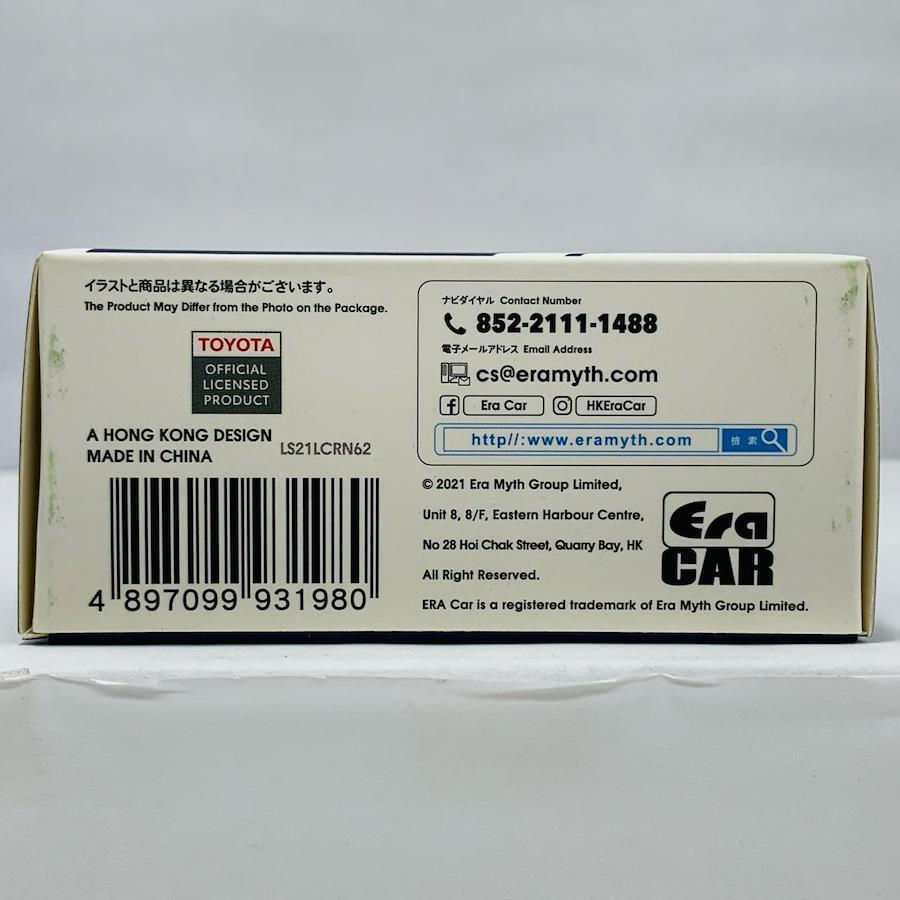 イラストと商品は異なる場合がございます。
The Product May Differ from the Photo on the Package.
TOYOTA
OFFICIAL
LICENSED
PRODUCT
A HONG KONG DESIGN
MADE IN CHINA
LS21LCRN62
4 897099 931980
ナビダイヤル Contact Number
852-2111-1488
電子メールアドレス Email Address
cs@eramyth.com
Era Car
HKEraCar
http//:www.eramyth.com
検索
© 2021 Era Myth Group Limited,
Unit 8, 8/F, Eastern Harbour Centre,
No 28 Hoi Chak Street, Quarry Bay, HK
All Right Reserved.
ERA Car is a registered trademark of Era Myth Group Limited.
Era
CAR